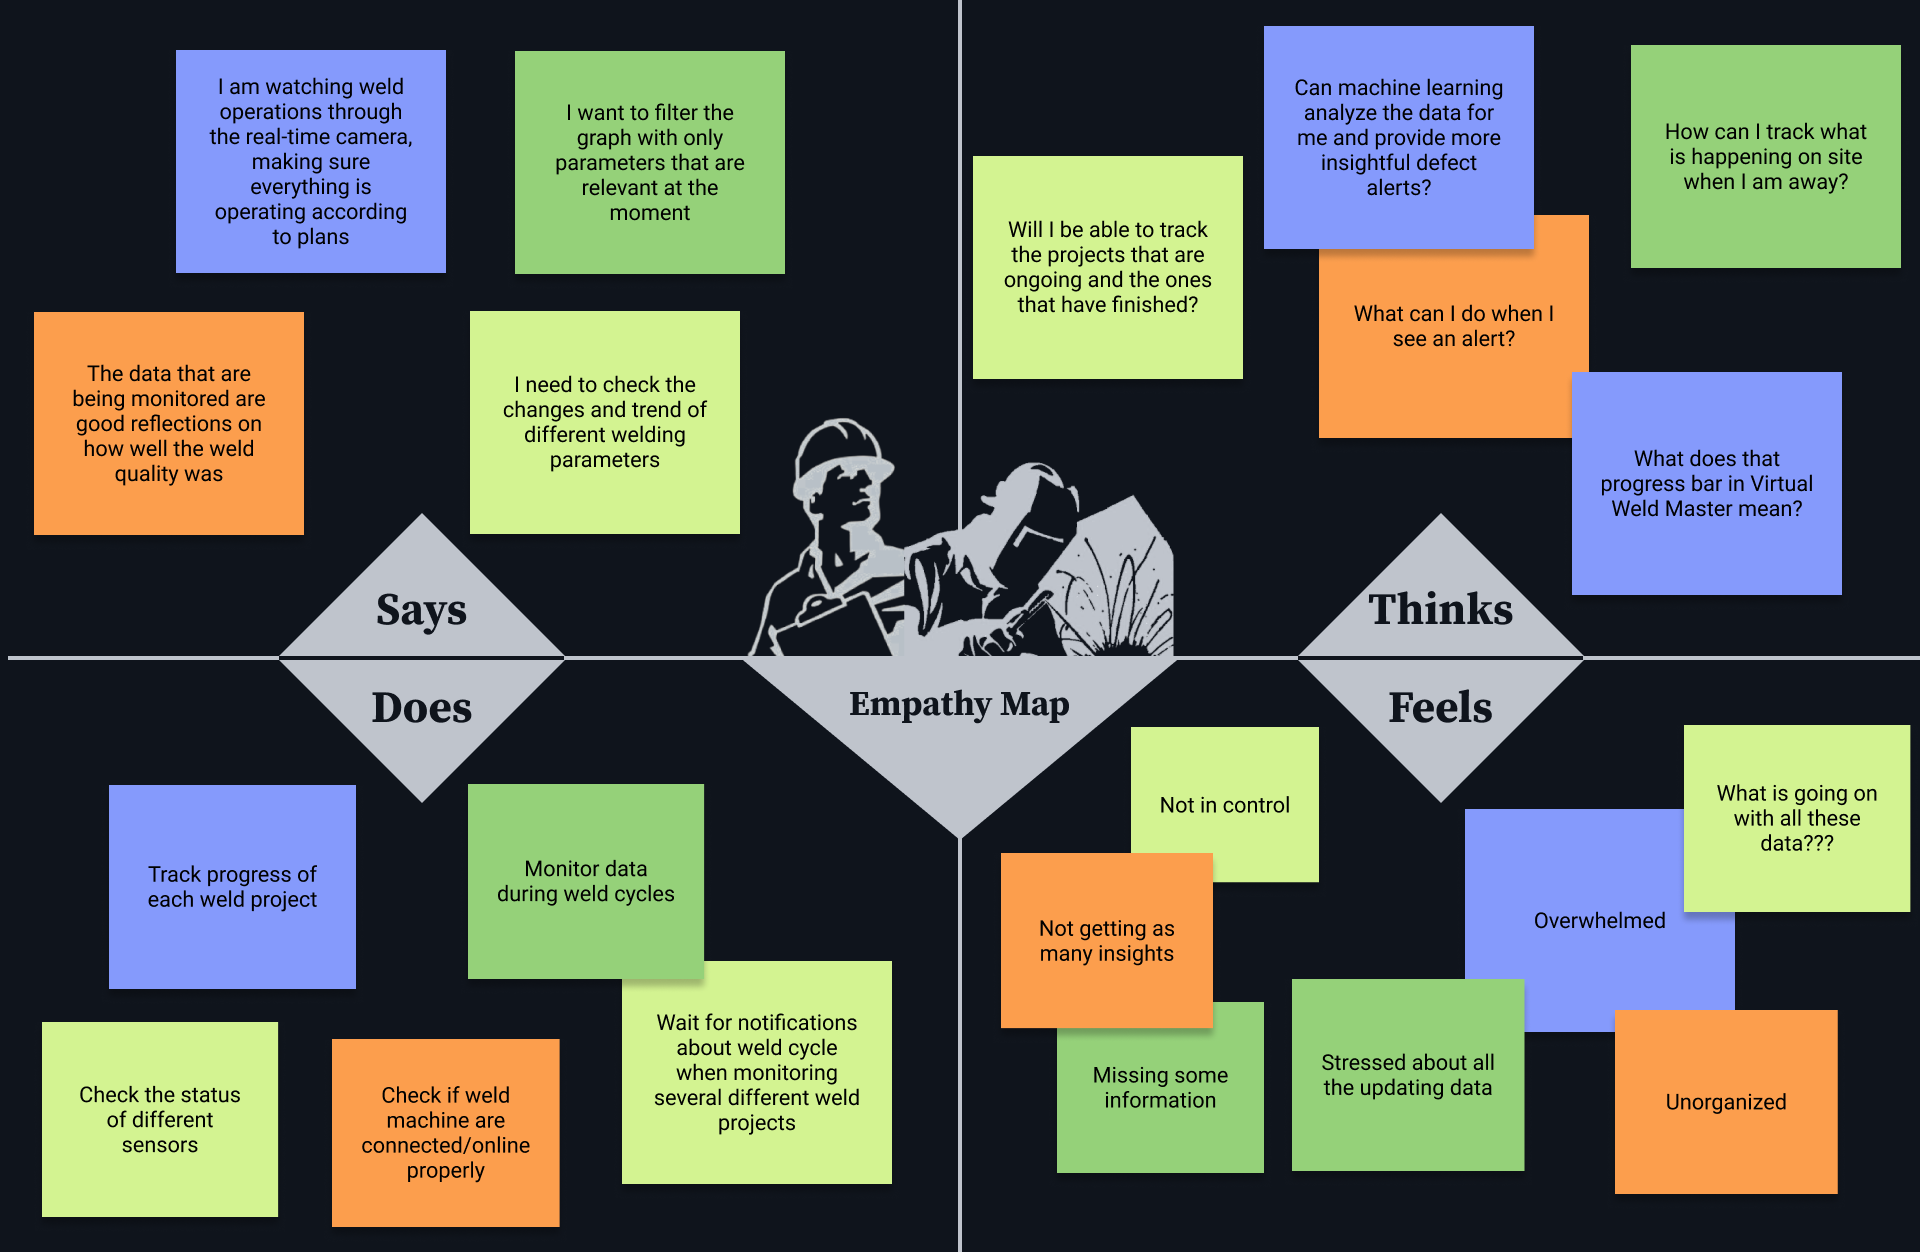 I am watching weld
operations through
the real-time camera,
making sure
everything is
operating according
to plans
I want to filter the
graph with only
parameters that are
relevant at the
moment
The data that are
being monitored are
good reflections on
how well the weld
quality was
I need to check the
changes and trend of
different welding
parameters
Says
Can machine learning
analyze the data for
me and provide more
insightful defect
alerts?
How can I track what
is happening on site
when I am away?
Will I be able to track
the projects that are
ongoing and the ones
that have finished?
What can I do when I
see an alert?
What does that
progress bar in Virtual
Weld Master mean?
Thinks
Empathy Map
Does
Track progress of
each weld project
Monitor data
during weld cycles
Wait for notifications
about weld cycle
when monitoring
several different weld
projects
Check the status
of different
sensors
Check if weld
machine are
connected/online
properly
Feels
Not in control
What is going on
with all these
data???
Not getting as
many insights
Overwhelmed
Missing some
information
Stressed about all
the updating data
Unorganized